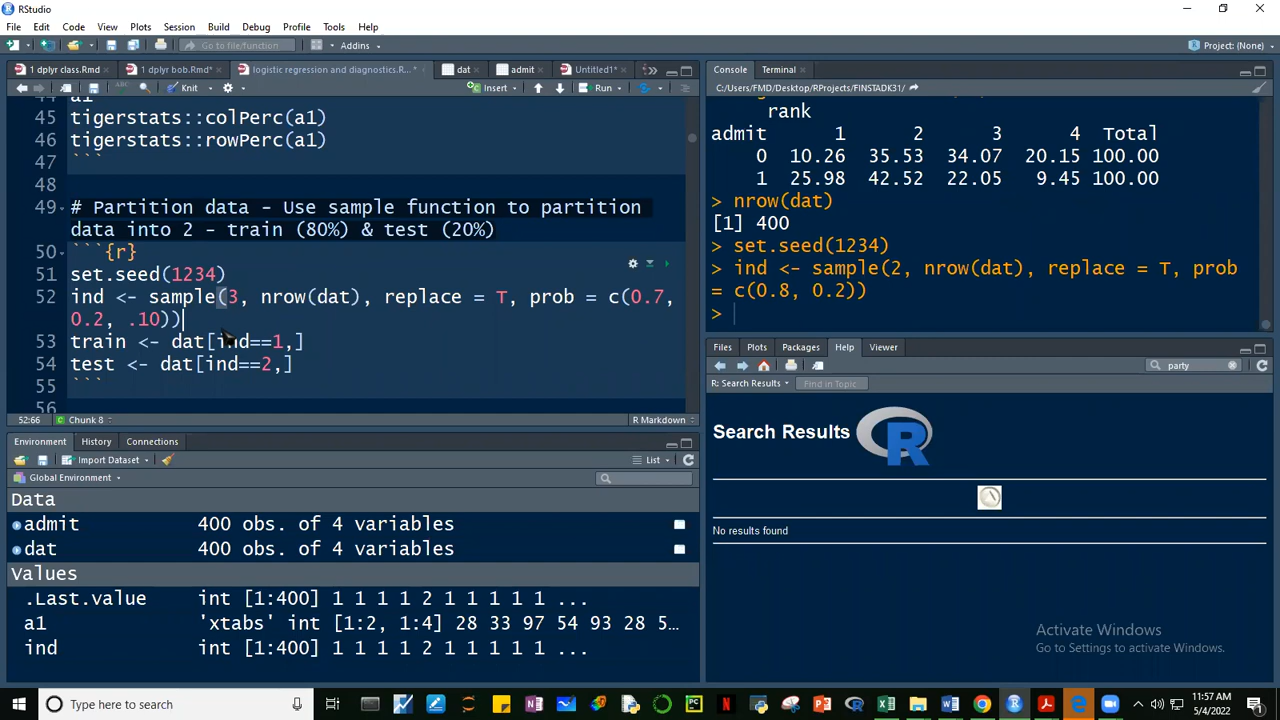 RStudio
File Edit Code View Plots Session Build Debug Profile Tools Help
Go to file/function
Addins
Project: (None)
1 dplyr class.Rmd
1 dplyr bob.Rmd*
logistic regression and diagnostics.R...*
dat
admit
Untitled1*
Knit
Insert
Run
a1
45 tigerstats::colPerc(a1)
46 tigerstats::rowPerc(a1)
47 ```
48
49 # Partition data - Use sample function to partition
data into 2 - train (80%) & test (20%)
50 ```{r}
51 set.seed(1234)
52 ind <- sample(3, nrow(dat), replace = T, prob = c(0.7,
0.2, .10))
53 train <- dat[ind==1,]
54 test <- dat[ind==2,]
55 ```
56
52:66 Chunk 8 R Markdown
Environment History Connections
Import Dataset List
Global Environment
Data
admit 400 obs. of 4 variables
dat 400 obs. of 4 variables
Values
.Last.value int [1:400] 1 1 1 1 2 1 1 1 1 1 ...
a1 'xtabs' int [1:2, 1:4] 28 33 97 54 93 28 5...
ind int [1:400] 1 1 1 1 2 1 1 1 1 1 ...
Console Terminal
C:/Users/FMD/Desktop/RProjects/FINSTADK31/
rank
admit 1 2 3 4 Total
0 10.26 35.53 34.07 20.15 100.00
1 25.98 42.52 22.05 9.45 100.00
> nrow(dat)
[1] 400
> set.seed(1234)
> ind <- sample(2, nrow(dat), replace = T, prob
= c(0.8, 0.2))
>
Files Plots Packages Help Viewer
party
R: Search Results Find in Topic
Search Results R
No results found
Activate Windows
Go to Settings to activate Windows.
Type here to search
11:57 AM
5/4/2022